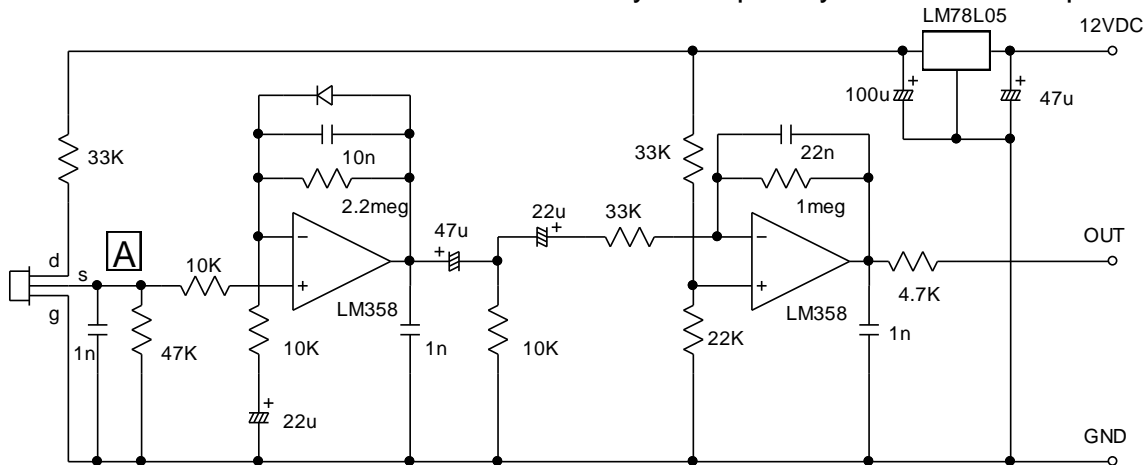 LM78L05
12VDC
100u
+
+
47u
33K
10n
2.2meg
33K
22n
1meg
22u
+
33K
47u
+
OUT
d
A
s
10K
−
+
LM358
−
+
LM358
4.7K
g
1n
47K
10K
1n
10K
22K
1n
+
22u
GND